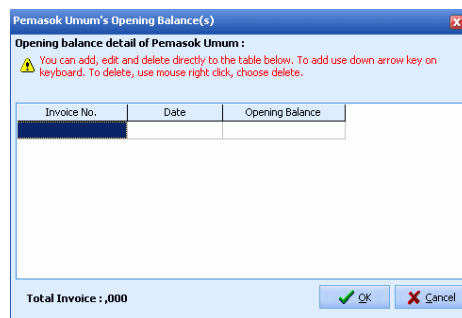 Pemasok Umum's Opening Balance(s)
Opening balance detail of Pemasok Umum :
You can add, edit and delete directly to the table below. To add use down arrow key on
keyboard. To delete, use mouse right click, choose delete.
Invoice No. Date Opening Balance
Total Invoice : ,000 OK Cancel